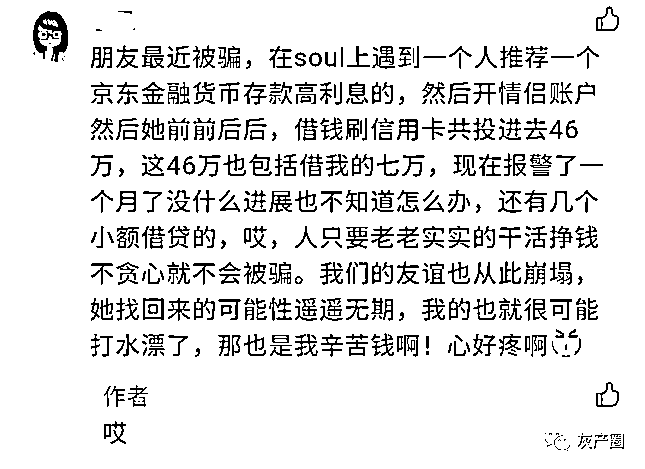 朋友最近被骗，在soul上遇到一个人推荐一个
京东金融货币存款高利息的，然后开情侣账户
然后她前前后后，借钱刷信用卡共投进去46
万，这46万也包括借我的七万，现在报警了一
个月了没什么进展也不知道怎么办，还有几个
小额借贷的，哎，人只要老老实实的干活挣钱
不贪心就不会被骗。我们的友谊也从此崩塌，
她找回来的可能性遥遥无期，我的也就很可能
打水漂了，那也是我辛苦钱啊！心好疼啊
作者
哎
灰产圈